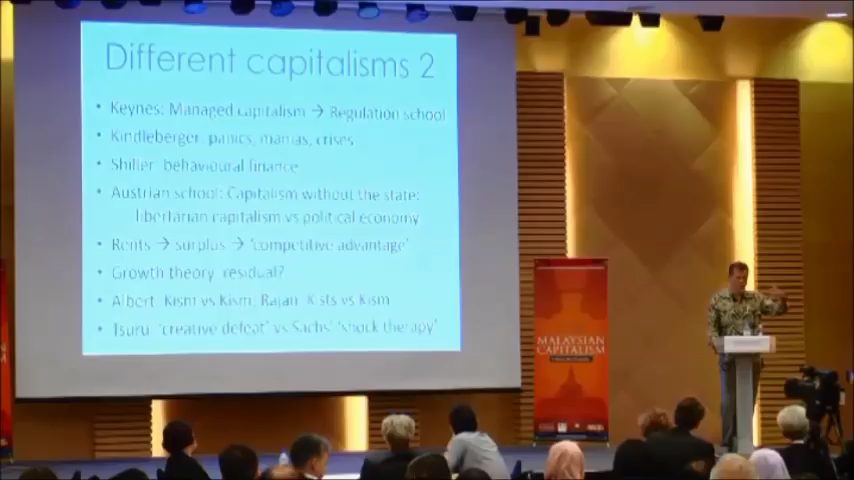 Different capitalisms 2
• Keynes: Managed capitalism → Regulation school
• Kindleberger: panics, manias, crises
• Shiller: behavioural finance
• Austrian school: Capitalism without the state:
libertarian capitalism vs political economy
• Rents → surplus → 'competitive advantage'
• Growth theory: residual?
• Albert: Kism vs Kism; Rajan: Kists vs Kism
• Tsuru: 'creative defeat' vs Sachs' 'shock therapy'
MALAYSIAN
CAPITALISM